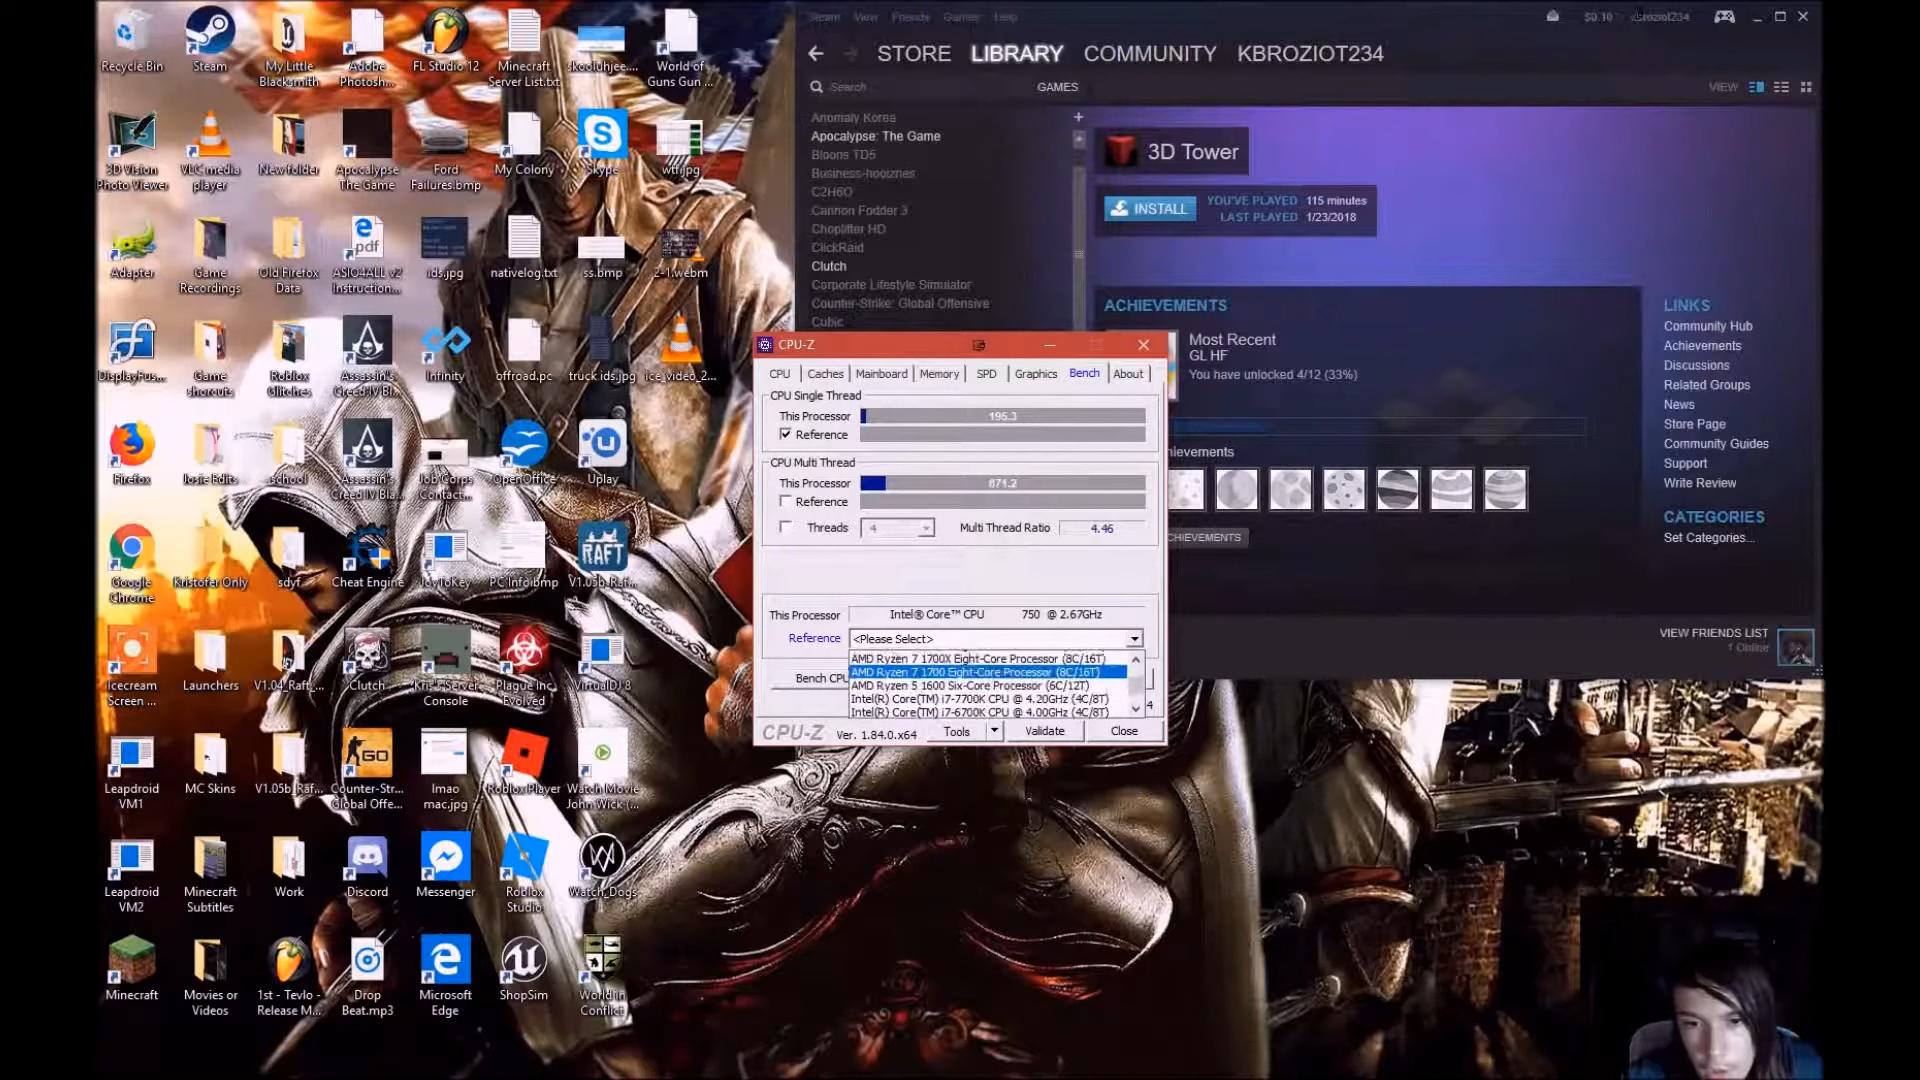 Recycle Bin
Steam
My Little
Blacksmith
Adobe
Photosh...
FL Studio 12
Minecraft
Server List.txt
skooluhjee....
World of
Guns Gun ...
3D Vision
Photo Viewer
VLC media
player
New folder
Apocalypse
The Game
Ford
Failures.bmp
My Colony
Skype
wtf.jpg
Adapter
Game
Recordings
Old Firefox
Data
pdf
ASIO4ALL v2
Instruction...
ids.jpg
nativelog.txt
ss.bmp
2-1.webm
DisplayFus...
Game
shorcuts
Roblox
Glitches
Assassin's
Creed IV Bl...
Infinity
offroad.pc
truck ids.jpg
ice_video_2...
Firefox
Josie Edits
school
Assassin's
Creed IV Bla...
Job Corps
Contact...
OpenOffice
Uplay
Google
Chrome
Kristofer Only
sdyf
Cheat Engine
JoyToKey
PC Info.bmp
RAFT
V1.05b_Raf...
Icecream
Screen ...
Launchers
V1.04_Raft_...
Clutch
Kris's Server
Console
Plague Inc
Evolved
VirtualDJ 8
Leapdroid
VM1
MC Skins
V1.05b_Raf...
GO
Counter-Str...
Global Offe...
lmao
mac.jpg
Roblox Player
Watch Movie
John Wick (...
Leapdroid
VM2
Minecraft
Subtitles
Work
Discord
Messenger
Roblox
Studio
Watch_Dogs
Minecraft
Movies or
Videos
1st - Tevlo -
Release M...
Drop
Beat.mp3
Microsoft
Edge
ShopSim
World in
Conflict
Steam View Friends Games Help
$0.10
STORE LIBRARY COMMUNITY KBROZIOT234
Search
GAMES
VIEW
Anomaly Korea
Apocalypse: The Game
Bloons TD5
Business-hooiznes
C2H6O
Cannon Fodder 3
Choplifter HD
ClickRaid
Clutch
Corporate Lifestyle Simulator
Counter-Strike: Global Offensive
Cubic
3D Tower
INSTALL
YOU'VE PLAYED 115 minutes
LAST PLAYED 1/23/2018
ACHIEVEMENTS
Most Recent
GL HF
You have unlocked 4/12 (33%)
hievements
CHIEVEMENTS
LINKS
Community Hub
Achievements
Discussions
Related Groups
News
Store Page
Community Guides
Support
Write Review
CATEGORIES
Set Categories...
VIEW FRIENDS LIST
1 Online
CPU-Z
CPU Caches Mainboard Memory SPD Graphics Bench About
CPU Single Thread
This Processor 195.3
Reference
CPU Multi Thread
This Processor 871.2
Reference
Threads 4 Multi Thread Ratio 4.46
This Processor Intel® Core™ CPU 750 @ 2.67GHz
Reference <Please Select>
AMD Ryzen 7 1700X Eight-Core Processor (8C/16T)
AMD Ryzen 7 1700 Eight-Core Processor (8C/16T)
AMD Ryzen 5 1600 Six-Core Processor (6C/12T)
Intel(R) Core(TM) i7-7700K CPU @ 4.20GHz (4C/8T)
Intel(R) Core(TM) i7-6700K CPU @ 4.00GHz (4C/8T)
Bench CPU
4
CPU-Z Ver. 1.84.0.x64 Tools Validate Close